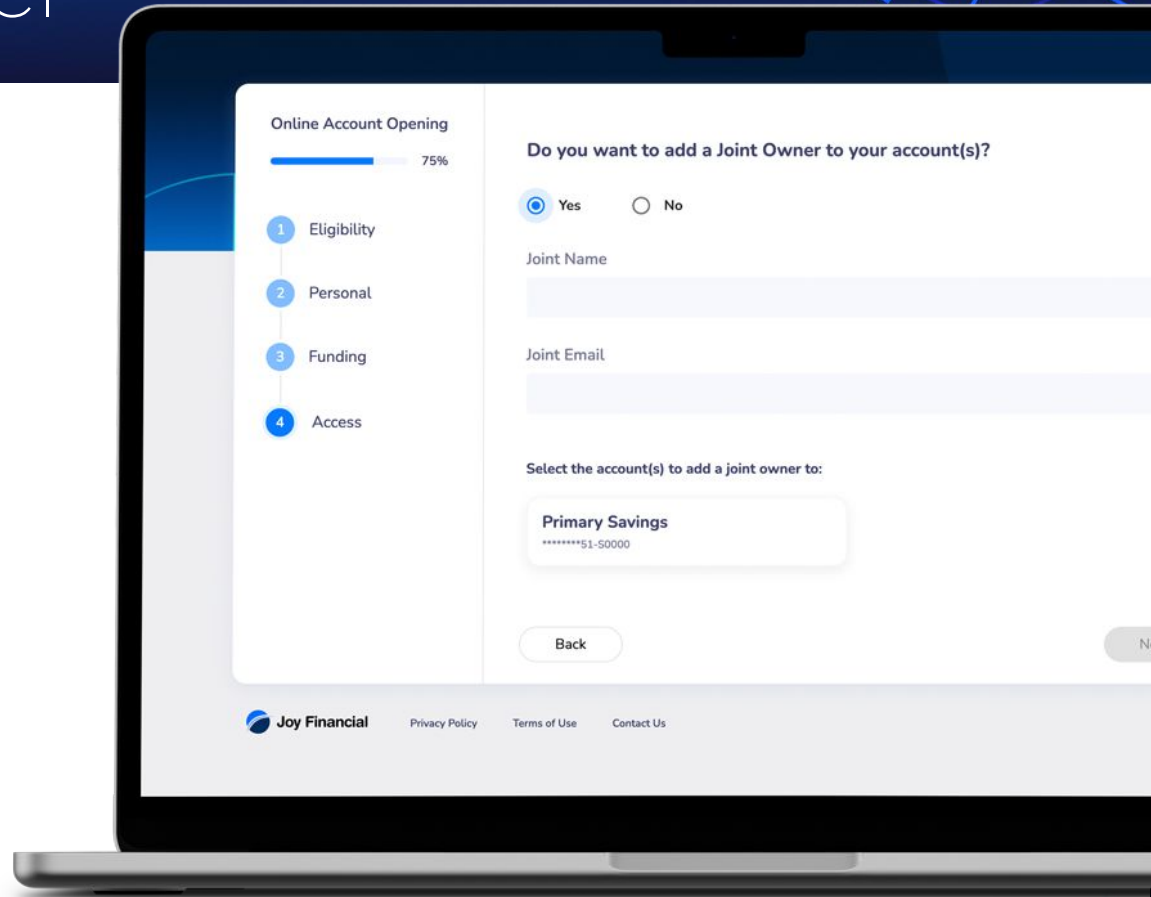 Online Account Opening
75%
1 Eligibility
2 Personal
3 Funding
4 Access
Do you want to add a Joint Owner to your account(s)?
Yes No
Joint Name
Joint Email
Select the account(s) to add a joint owner to:
Primary Savings
********51-S0000
Back
Joy Financial Privacy Policy Terms of Use Contact Us